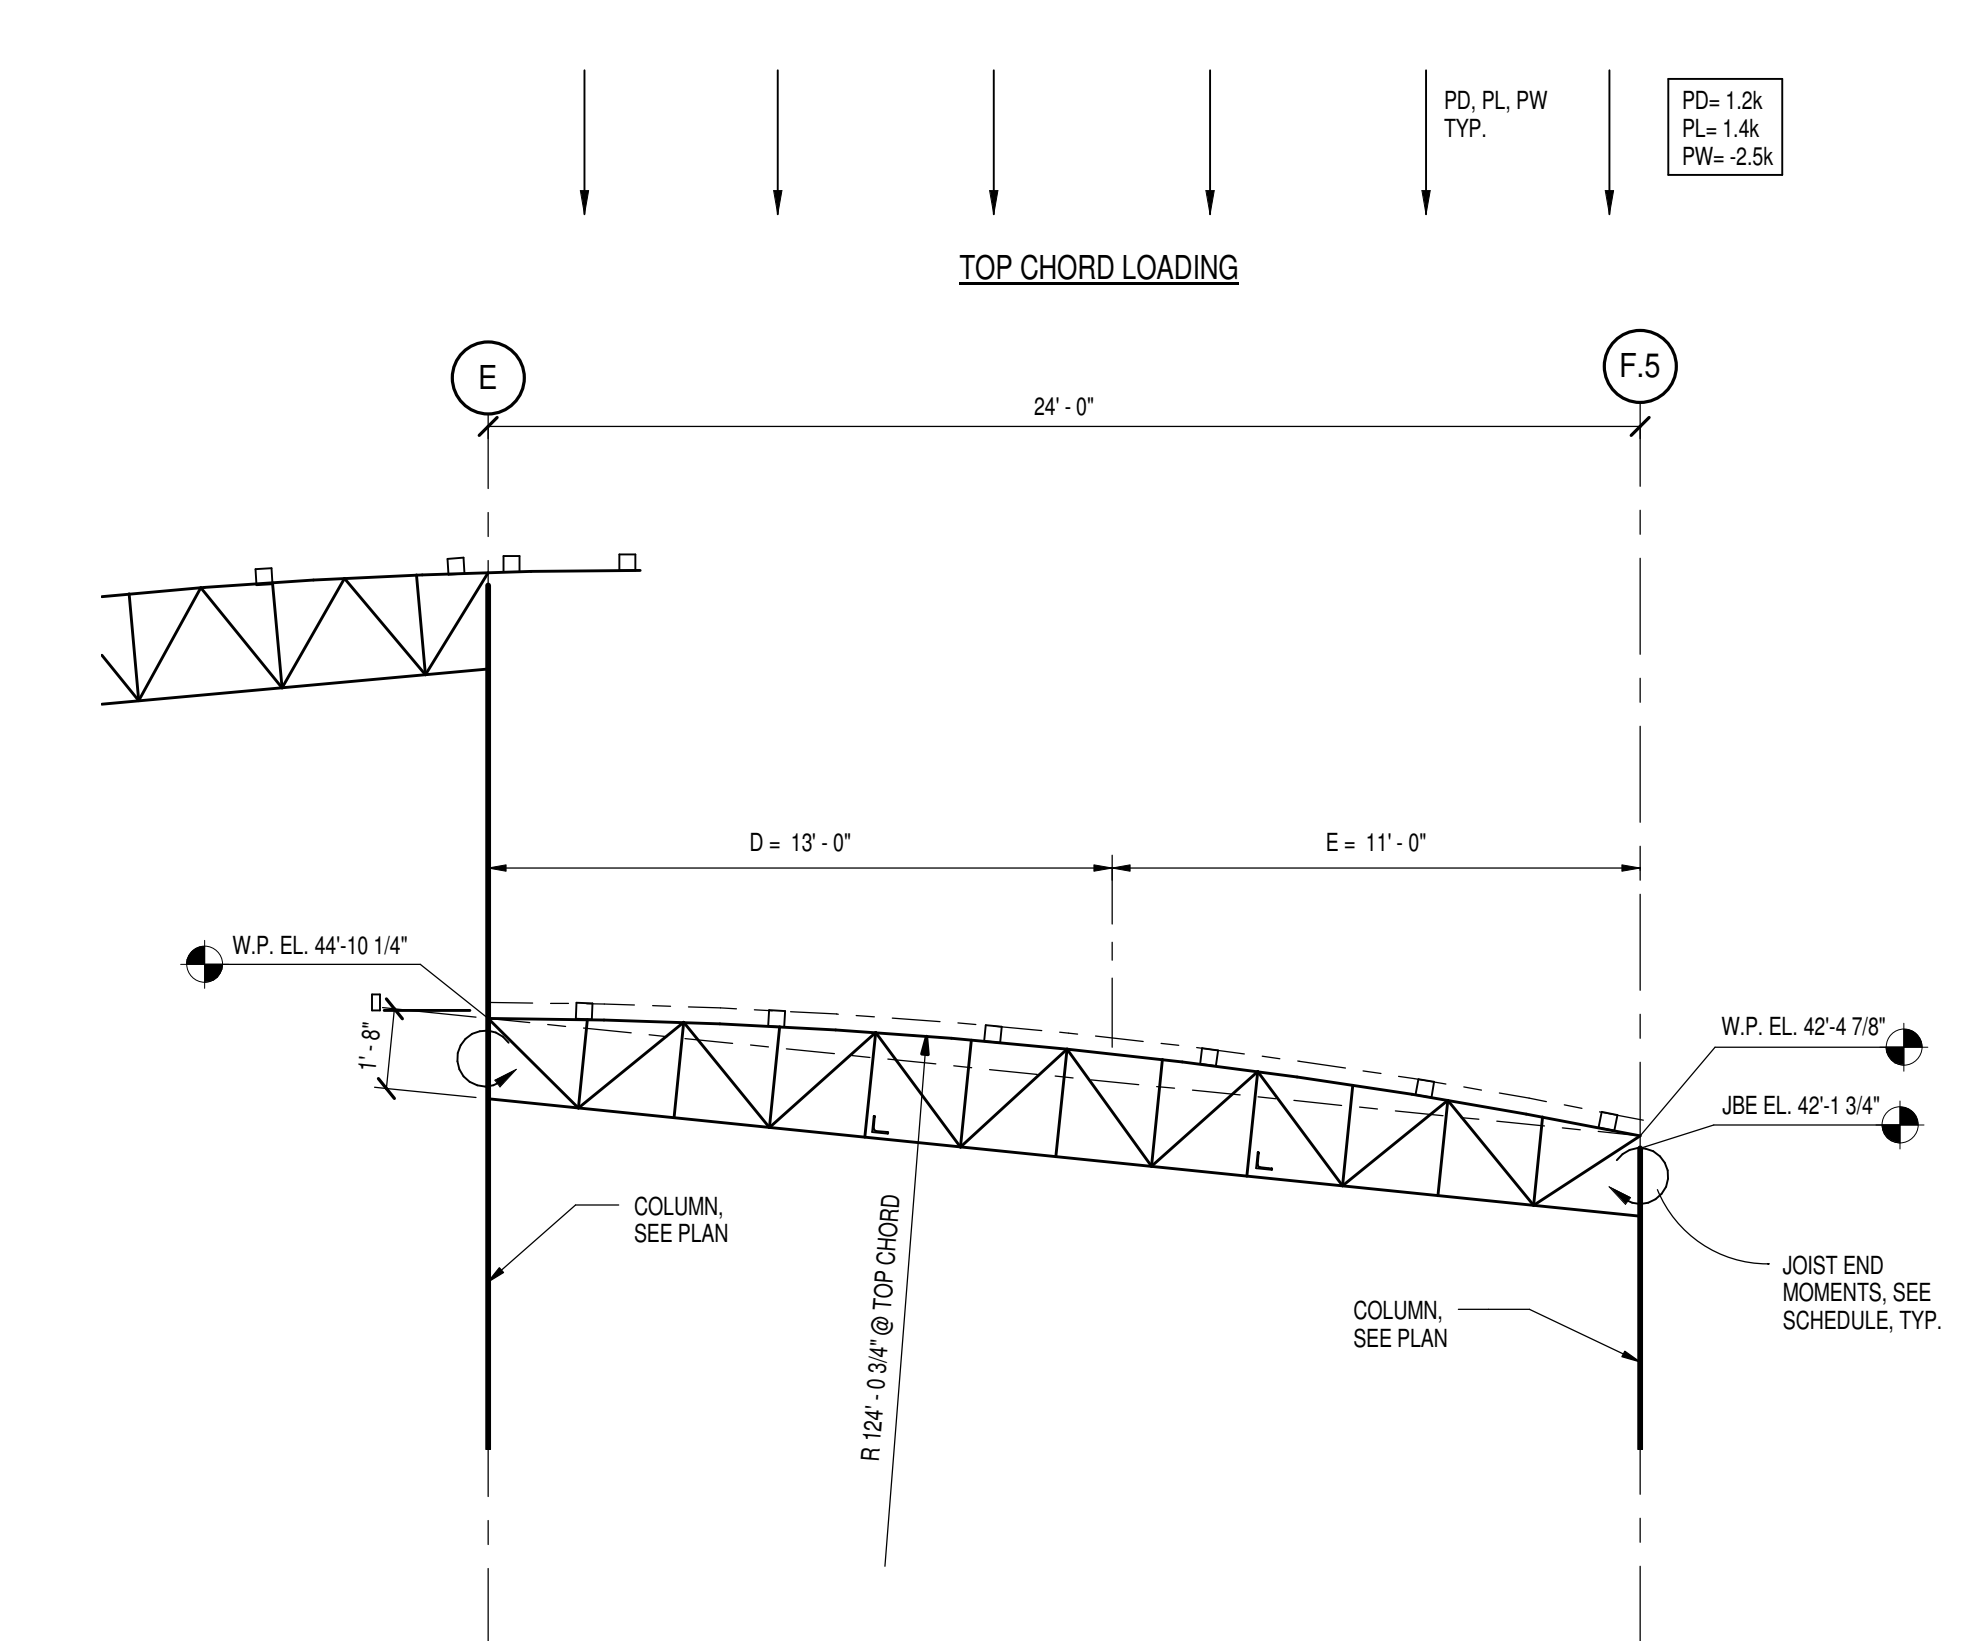 PD, PL, PW
TYP.
PD= 1.2k
PL= 1.4k
PW= -2.5k
TOP CHORD LOADING
E
F.5
24' - 0"
D = 13' - 0"
E = 11' - 0"
W.P. EL. 44'-10 1/4"
1' - 8"
W.P. EL. 42'-4 7/8"
JBE EL. 42'-1 3/4"
R 124' - 0 3/4" @ TOP CHORD
COLUMN,
SEE PLAN
COLUMN,
SEE PLAN
JOIST END
MOMENTS, SEE
SCHEDULE, TYP.